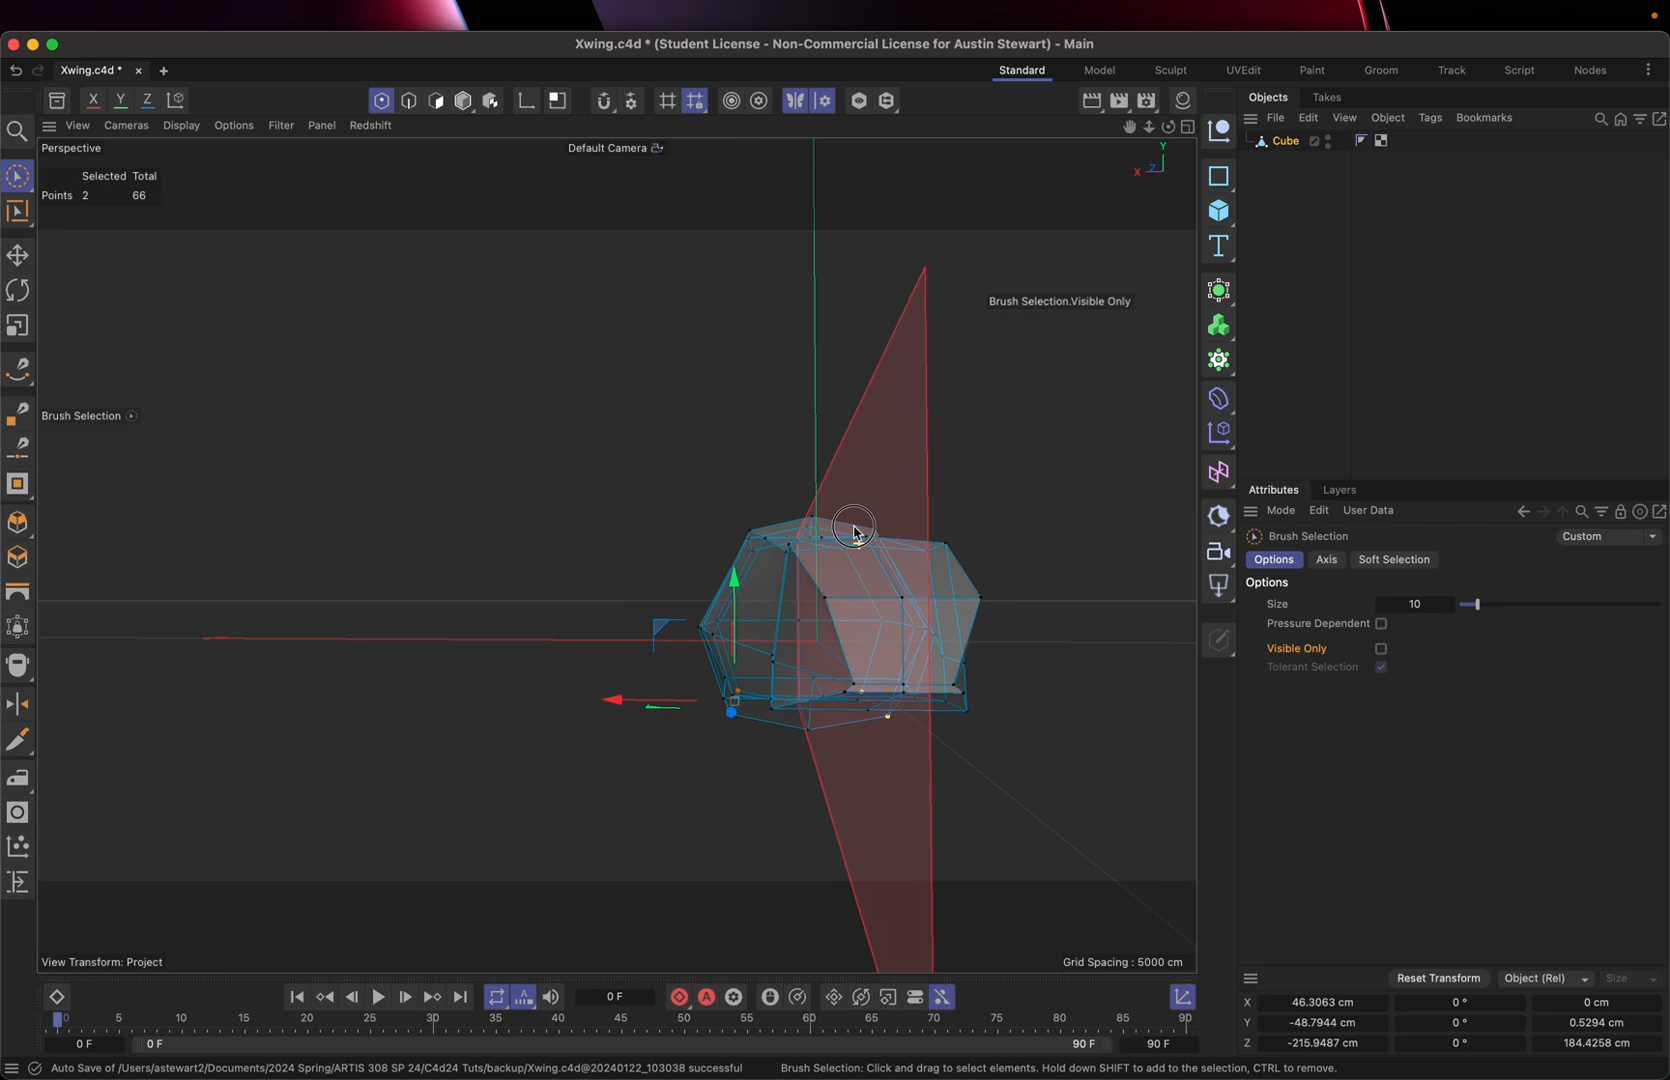 Xwing.c4d * (Student License - Non-Commercial License for Austin Stewart) - Main
Xwing.c4d * × +
Standard Model Sculpt UVEdit Paint Groom Track Script Nodes
X Y Z
Objects Takes
View Cameras Display Options Filter Panel Redshift
File Edit View Object Tags Bookmarks
Perspective
Default Camera
Cube
Y
X Z
Selected Total
Points 2 66
Brush Selection.Visible Only
Brush Selection
Attributes Layers
Mode Edit User Data
Brush Selection
Custom
Options Axis Soft Selection
Options
Size 10
Pressure Dependent
Visible Only
Tolerant Selection
View Transform: Project
Grid Spacing : 5000 cm
Reset Transform Object (Rel) Size
0 F
X 46.3063 cm 0 ° 0 cm
Y -48.7944 cm 0 ° 0.5294 cm
Z -215.9487 cm 0 ° 184.4258 cm
0 5 10 15 20 25 30 35 40 45 50 55 60 65 70 75 80 85 90
0 F 0 F 90 F 90 F
Auto Save of /Users/astewart2/Documents/2024 Spring/ARTIS 308 SP 24/C4d24 Tuts/backup/Xwing.c4d@20240122_103038 successful
Brush Selection: Click and drag to select elements. Hold down SHIFT to add to the selection, CTRL to remove.